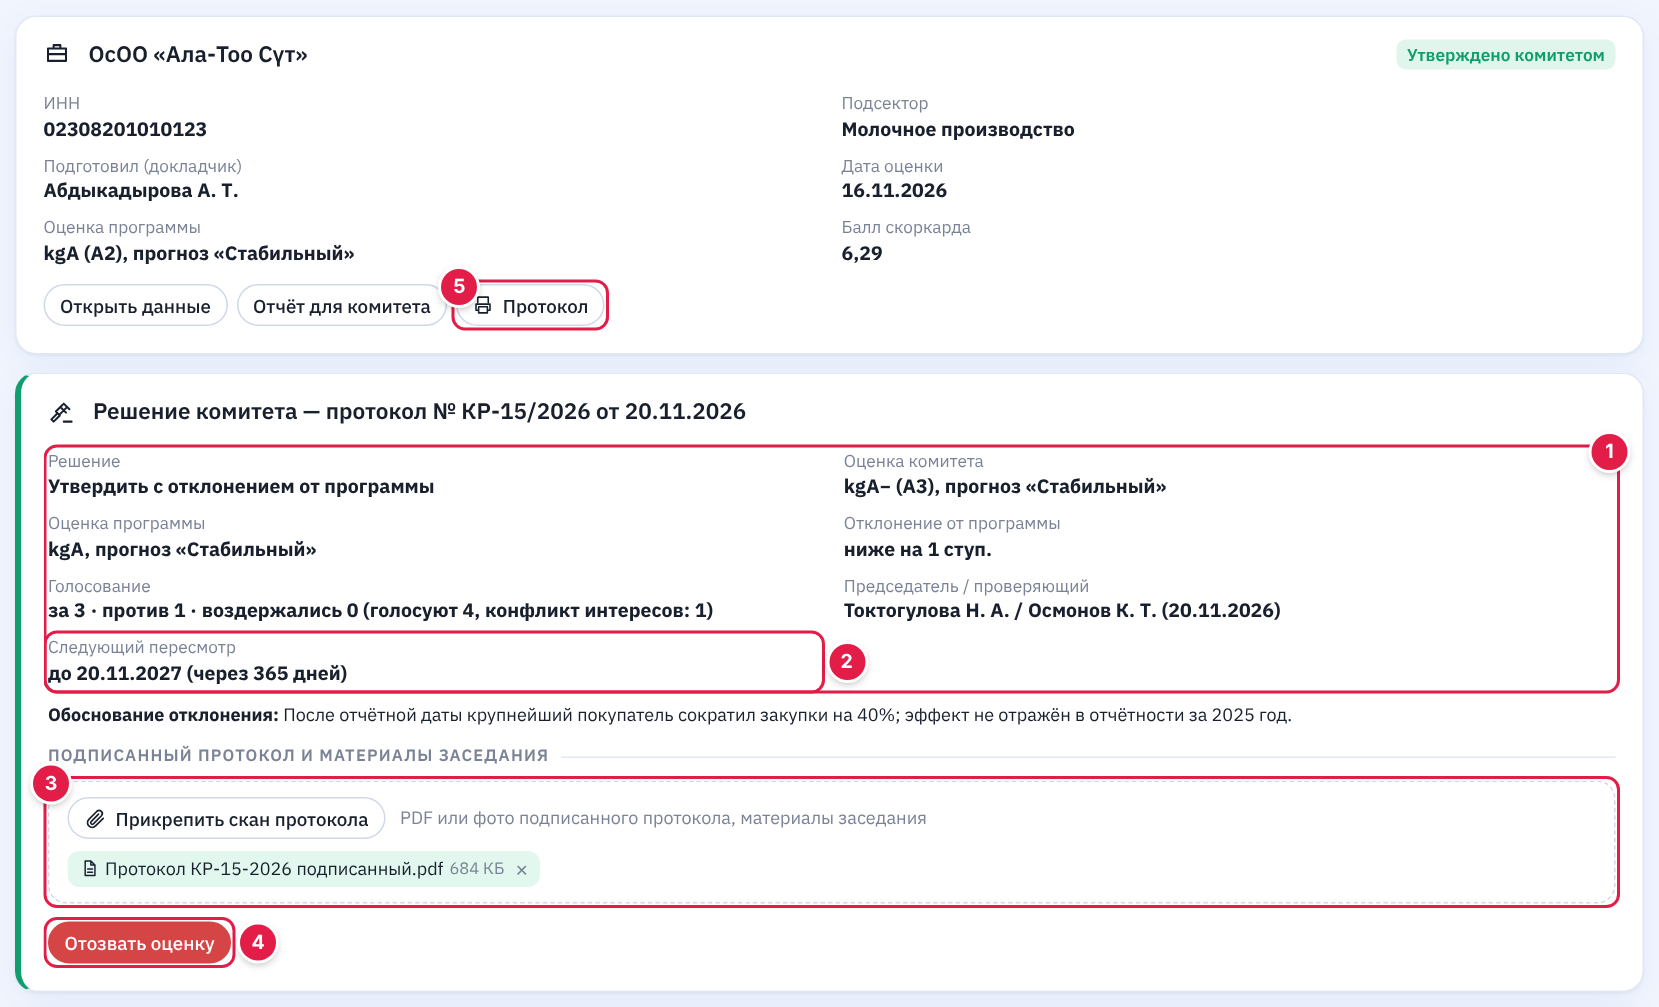 ОсОО «Ала-Тоо Сүт»
Утверждено комитетом
ИНН
02308201010123
Подсектор
Молочное производство
Подготовил (докладчик)
Абдыкадырова А. Т.
Дата оценки
16.11.2026
Оценка программы
kgA (A2), прогноз «Стабильный»
Балл скоркарда
6,29
Открыть данные
Отчёт для комитета
5
Протокол
Решение комитета — протокол № КР-15/2026 от 20.11.2026
1
Решение
Утвердить с отклонением от программы
Оценка комитета
kgA− (A3), прогноз «Стабильный»
Оценка программы
kgA, прогноз «Стабильный»
Отклонение от программы
ниже на 1 ступ.
Голосование
за 3 · против 1 · воздержались 0 (голосуют 4, конфликт интересов: 1)
Председатель / проверяющий
Токтогулова Н. А. / Осмонов К. Т. (20.11.2026)
Следующий пересмотр
до 20.11.2027 (через 365 дней)
2
Обоснование отклонения: После отчётной даты крупнейший покупатель сократил закупки на 40%; эффект не отражён в отчётности за 2025 год.
ПОДПИСАННЫЙ ПРОТОКОЛ И МАТЕРИАЛЫ ЗАСЕДАНИЯ
3
Прикрепить скан протокола
PDF или фото подписанного протокола, материалы заседания
Протокол КР-15-2026 подписанный.pdf 684 КБ ×
Отозвать оценку
4